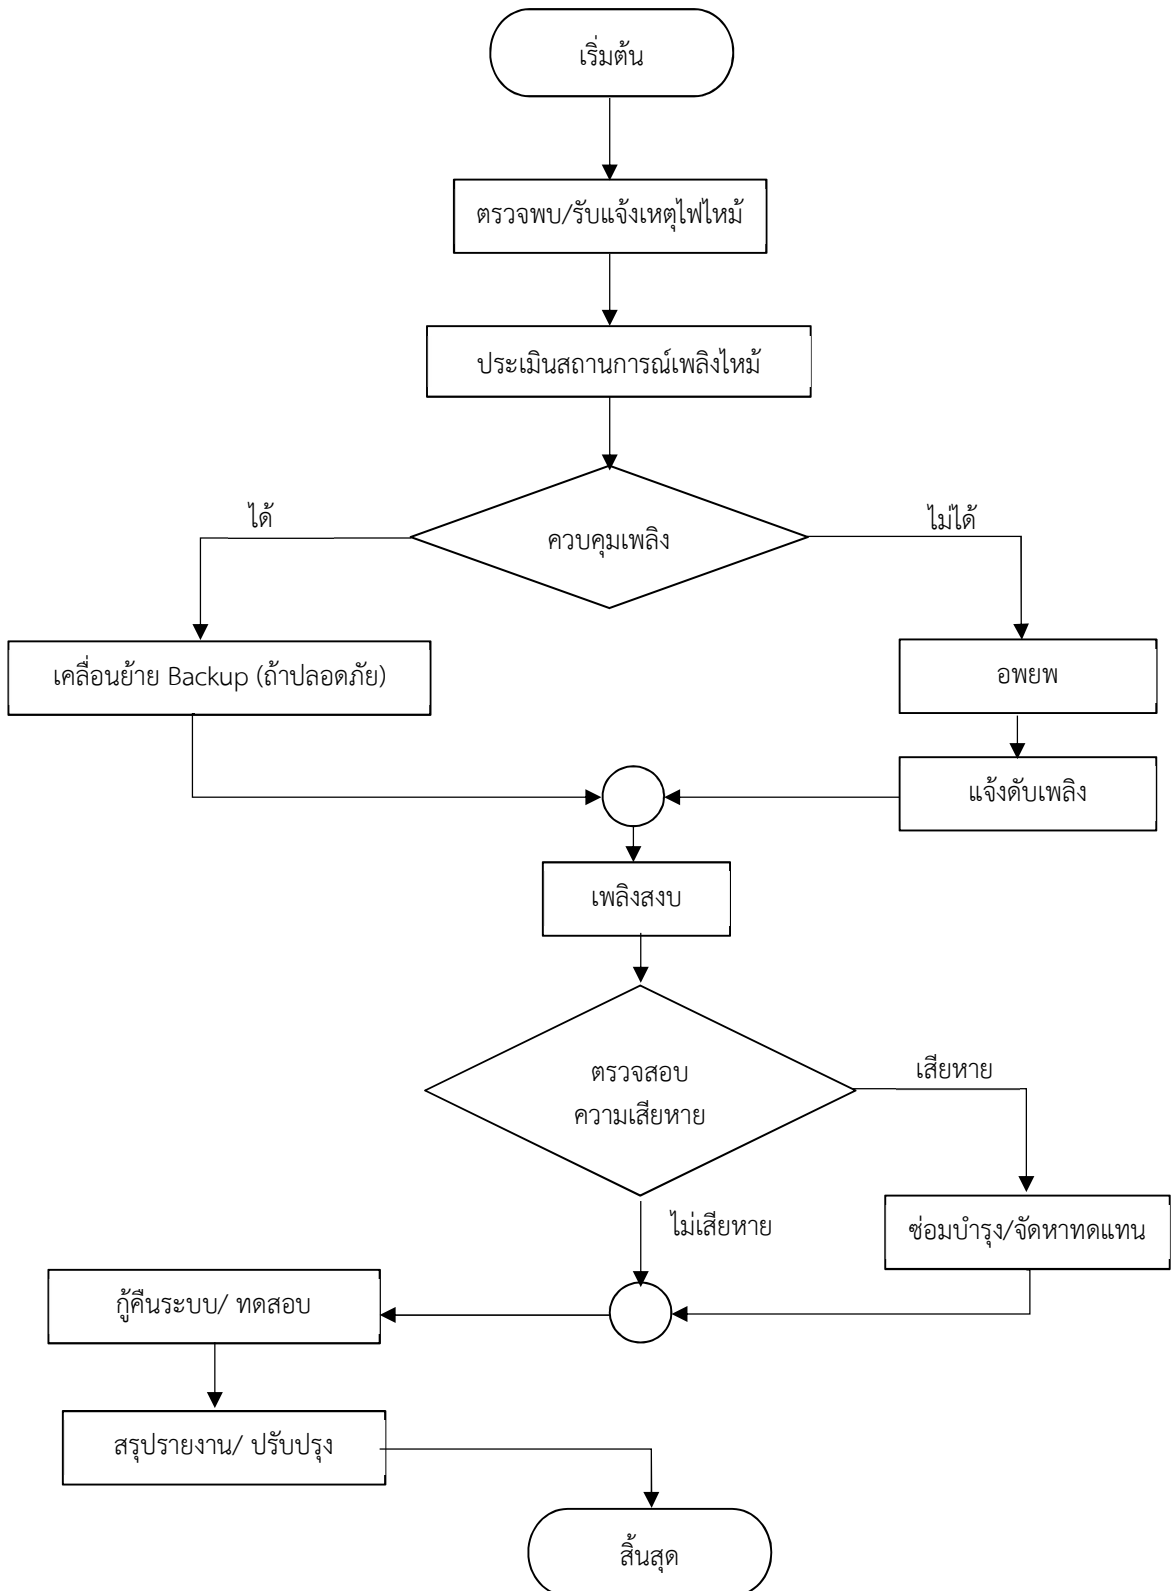 เริ่มต้น
ตรวจพบ/รับแจ้งเหตุไฟไหม้
ประเมินสถานการณ์เพลิงไหม้
ได้
ไม่ได้
ควบคุมเพลิง
เคลื่อนย้าย Backup (ถ้าปลอดภัย)
อพยพ
แจ้งดับเพลิง
เพลิงสงบ
ตรวจสอบ
ความเสียหาย
เสียหาย
ไม่เสียหาย
ซ่อมบำรุง/จัดหาทดแทน
กู้คืนระบบ/ ทดสอบ
สรุปรายงาน/ ปรับปรุง
สิ้นสุด